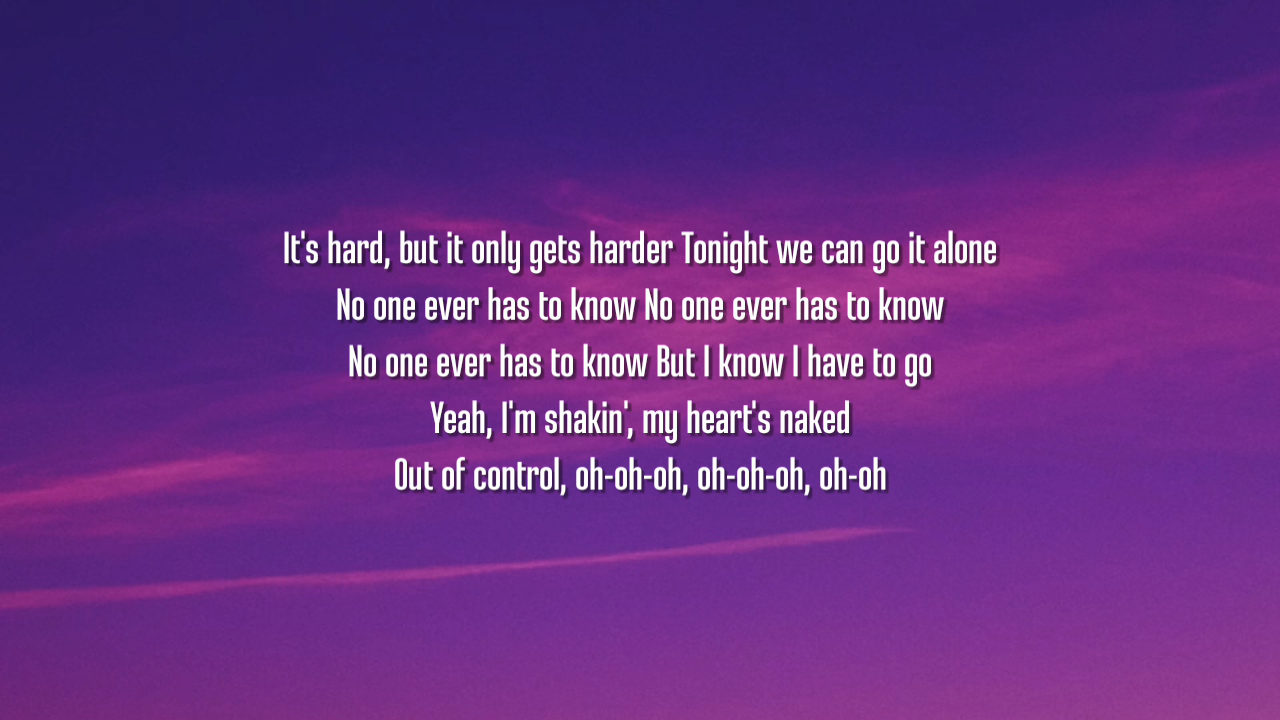 It's hard, but it only gets harder Tonight we can go it alone
No one ever has to know No one ever has to know
No one ever has to know But I know I have to go
Yeah, I'm shakin', my heart's naked
Out of control, oh-oh-oh, oh-oh-oh, oh-oh